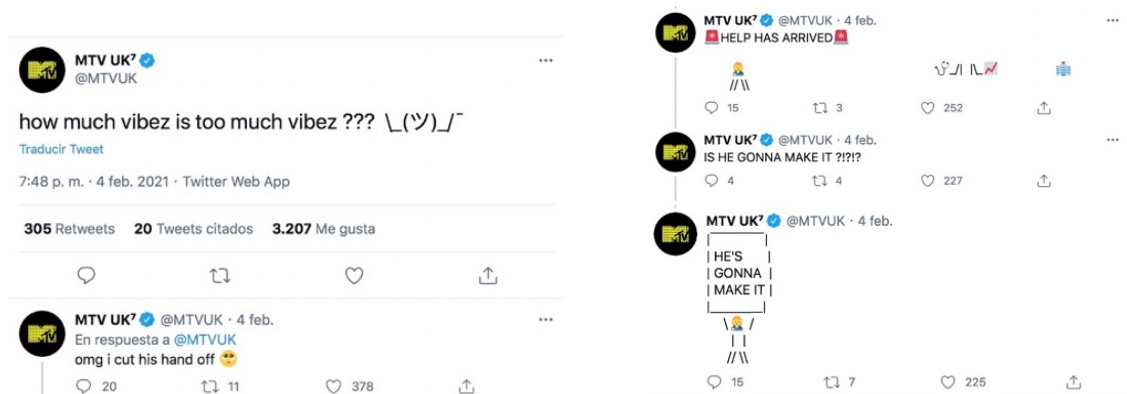 MTV UK⁷
@MTVUK
how much vibez is too much vibez ??? \_(ツ)_/¯
Traducir Tweet
7:48 p. m. · 4 feb. 2021 · Twitter Web App
305 Retweets 20 Tweets citados 3.207 Me gusta
MTV UK⁷ @MTVUK · 4 feb.
En respuesta a @MTVUK
omg i cut his hand off 🥺
20 11 378
MTV UK⁷ @MTVUK · 4 feb.
🚨HELP HAS ARRIVED🚨
15 3 252
MTV UK⁷ @MTVUK · 4 feb.
IS HE GONNA MAKE IT ?!?!?
4 4 227
MTV UK⁷ @MTVUK · 4 feb.
HE'S
GONNA
MAKE IT
15 7 225